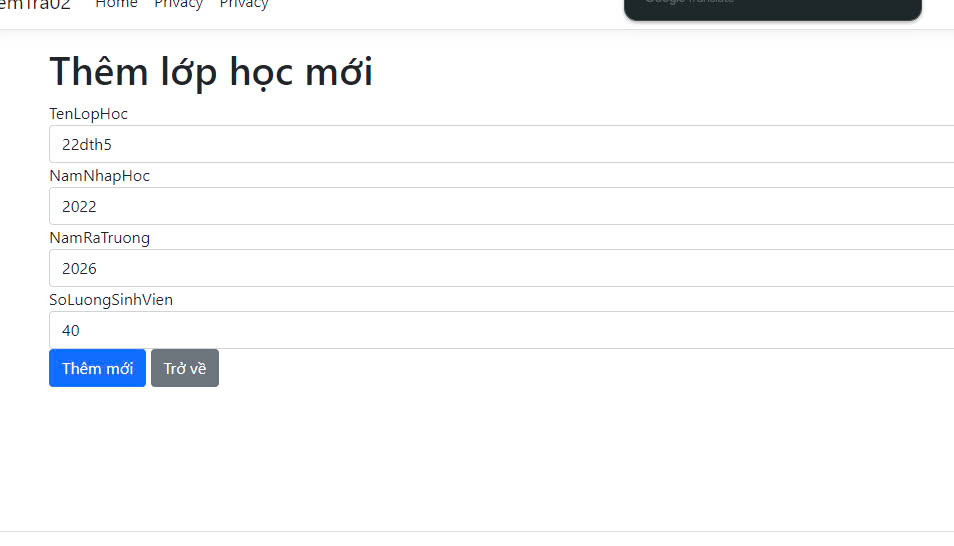 emTra02 Home Privacy Privacy
Google Translate
Thêm lớp học mới
TenLopHoc
22dth5
NamNhapHoc
2022
NamRaTruong
2026
SoLuongSinhVien
40
Thêm mới Trở về